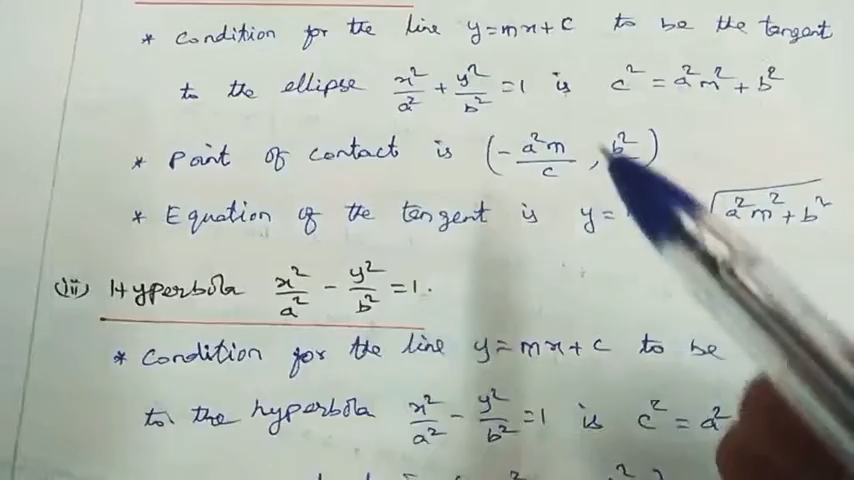 * Condition for the line y=mx+c to be the tangent
to the ellipse x²/a² + y²/b² = 1 is c² = a²m² + b²
* Point of contact is (- a²m/c , b²
* Equation of the tangent is y = √a²m²+b²
(ii) Hyperbola x²/a² - y²/b² = 1.
* Condition for the line y=mx+c to be
to the hyperbola x²/a² - y²/b² = 1 is c² = a²